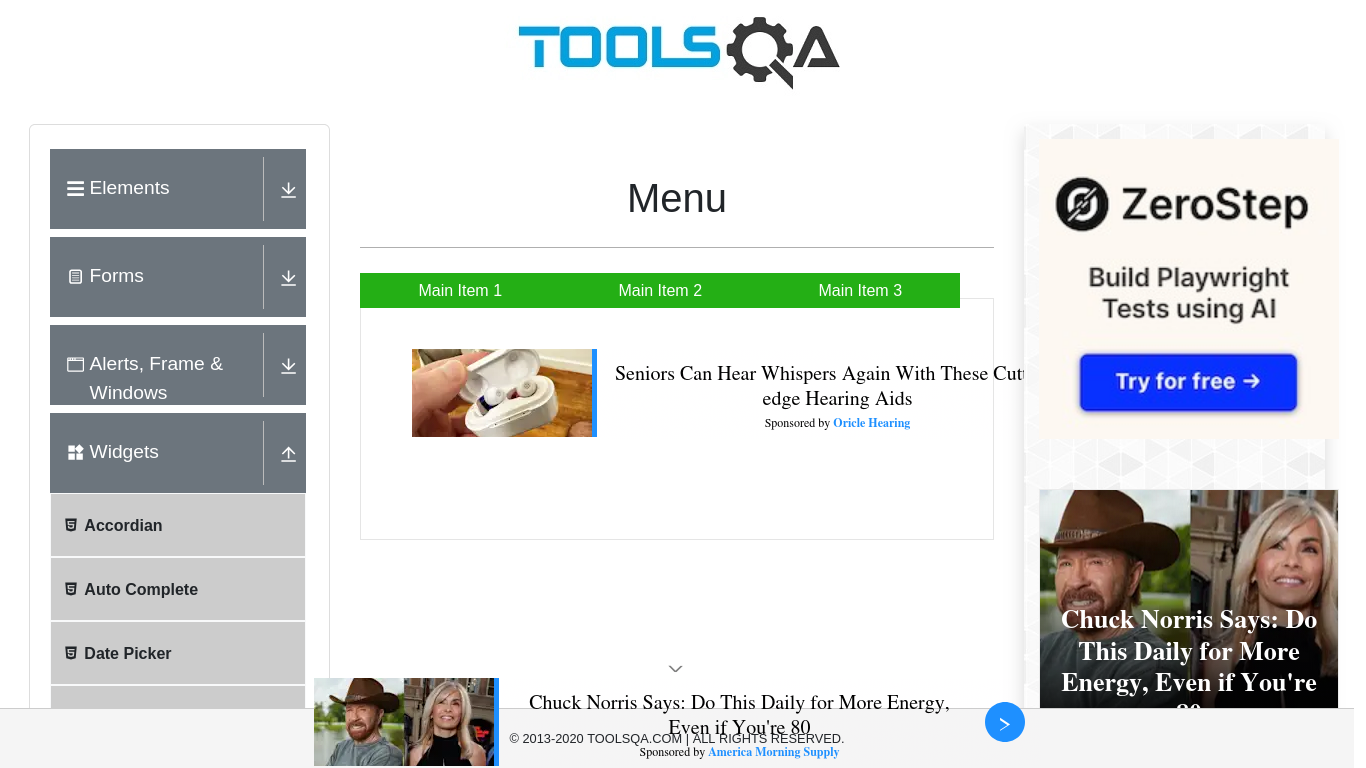 TOOLSQA
Elements
Forms
Alerts, Frame &
Windows
Widgets
Accordian
Auto Complete
Date Picker
Menu
Main Item 1
Main Item 2
Main Item 3
Seniors Can Hear Whispers Again With These
edge Hearing Aids
Sponsored by Oricle Hearing
ZeroStep
Build Playwright
Tests using AI
Try for free →
Chuck Norris Says: Do
This Daily for More
Energy, Even if You're
80
Chuck Norris Says: Do This Daily for More Energy,
Even if You're 80
© 2013-2020 TOOLSQA.COM | ALL RIGHTS RESERVED.
Sponsored by America Morning Supply